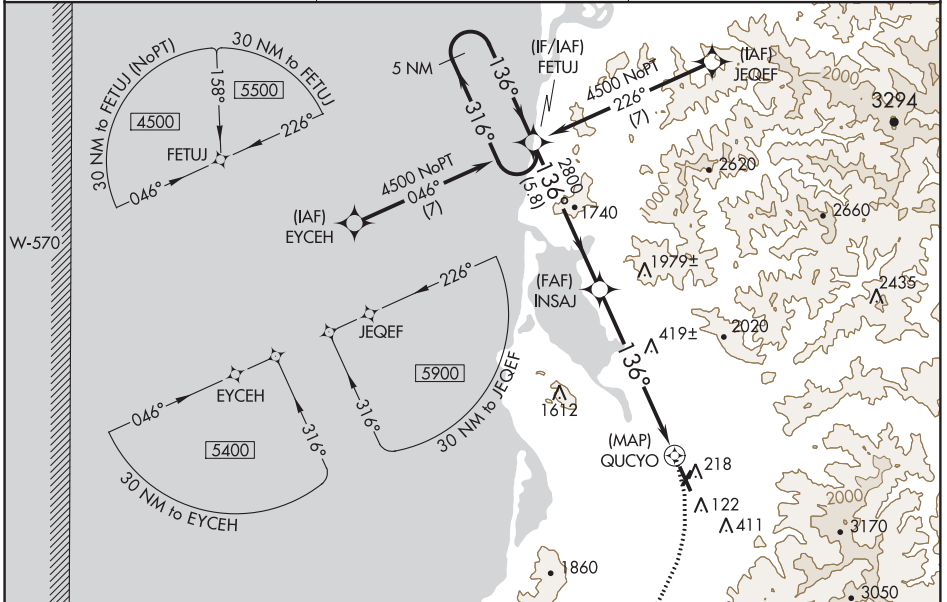 30 NM to FETUJ (NoPT)
30 NM to FETUJ
158°
4500
5500
FETUJ
046°
226°
5 NM
136°
316°
(IF/IAF)
FETUJ
(IAF)
JEQEF
4500 NoPT
226°
(7)
2000
3294
4500 NoPT
046°
(7)
(IAF)
EYCEH
2800
136°
(5.8)
1740
2620
2660
W-570
(FAF)
INSAJ
1979±
2435
419±
2020
136°
226°
JEQEF
5900
316°
30 NM to JEQEF
EYCEH
046°
316°
5400
30 NM to EYCEH
1612
(MAP)
QUCYO
218
122
411
2000
3170
1860
3050